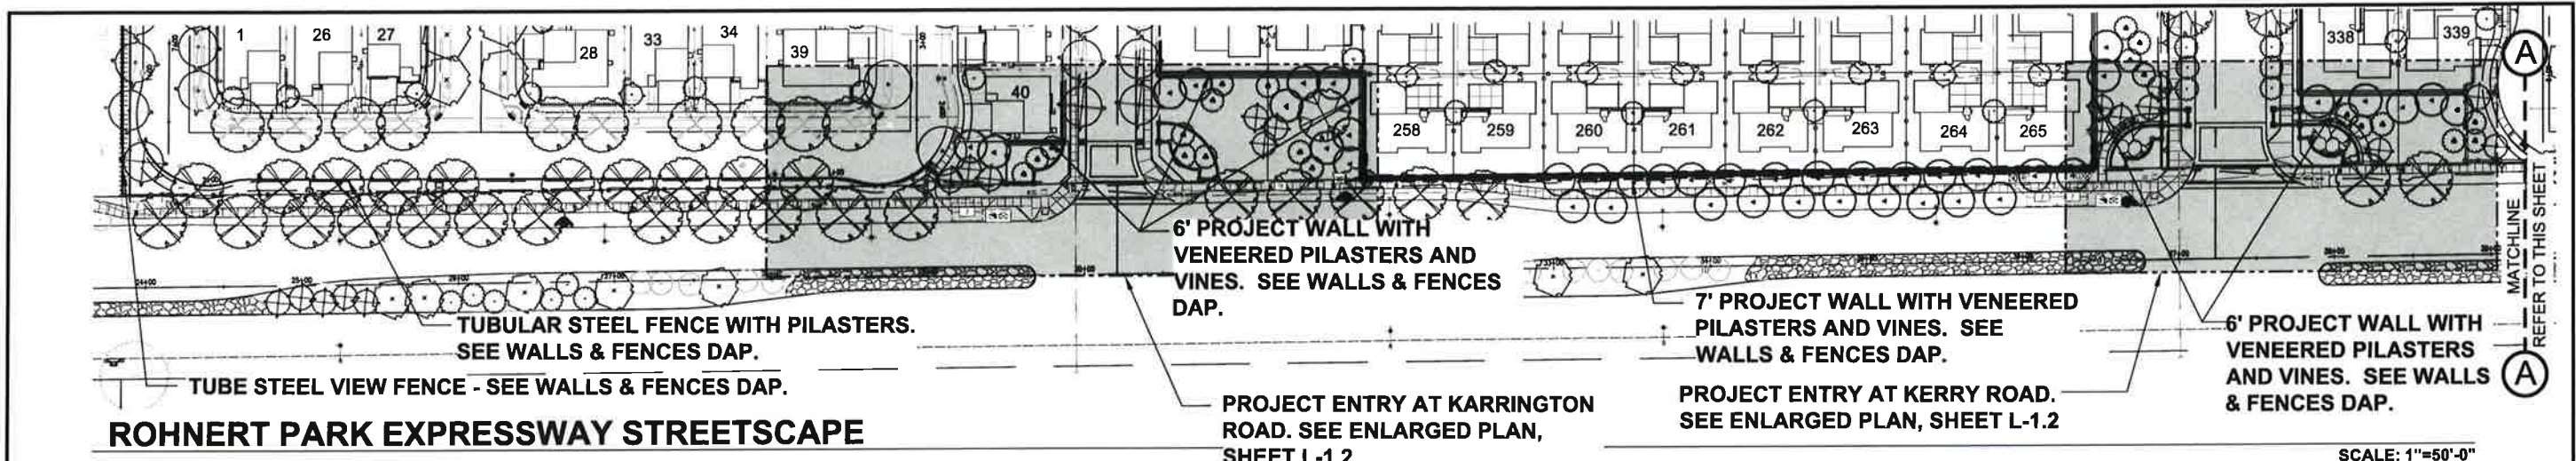 1
26
27
28
33
34
39
40
258
259
260
261
262
263
264
265
338
339
A
MATCHLINE
REFER TO THIS SHEET
A
6' PROJECT WALL WITH
VENEERED PILASTERS AND
VINES. SEE WALLS & FENCES
DAP.
7' PROJECT WALL WITH VENEERED
PILASTERS AND VINES. SEE
WALLS & FENCES DAP.
6' PROJECT WALL WITH
VENEERED PILASTERS
AND VINES. SEE WALLS
& FENCES DAP.
TUBULAR STEEL FENCE WITH PILASTERS.
SEE WALLS & FENCES DAP.
TUBE STEEL VIEW FENCE - SEE WALLS & FENCES DAP.
PROJECT ENTRY AT KARRINGTON
ROAD. SEE ENLARGED PLAN,
SHEET L-1.2
PROJECT ENTRY AT KERRY ROAD.
SEE ENLARGED PLAN, SHEET L-1.2
ROHNERT PARK EXPRESSWAY STREETSCAPE
SCALE: 1"=50'-0"